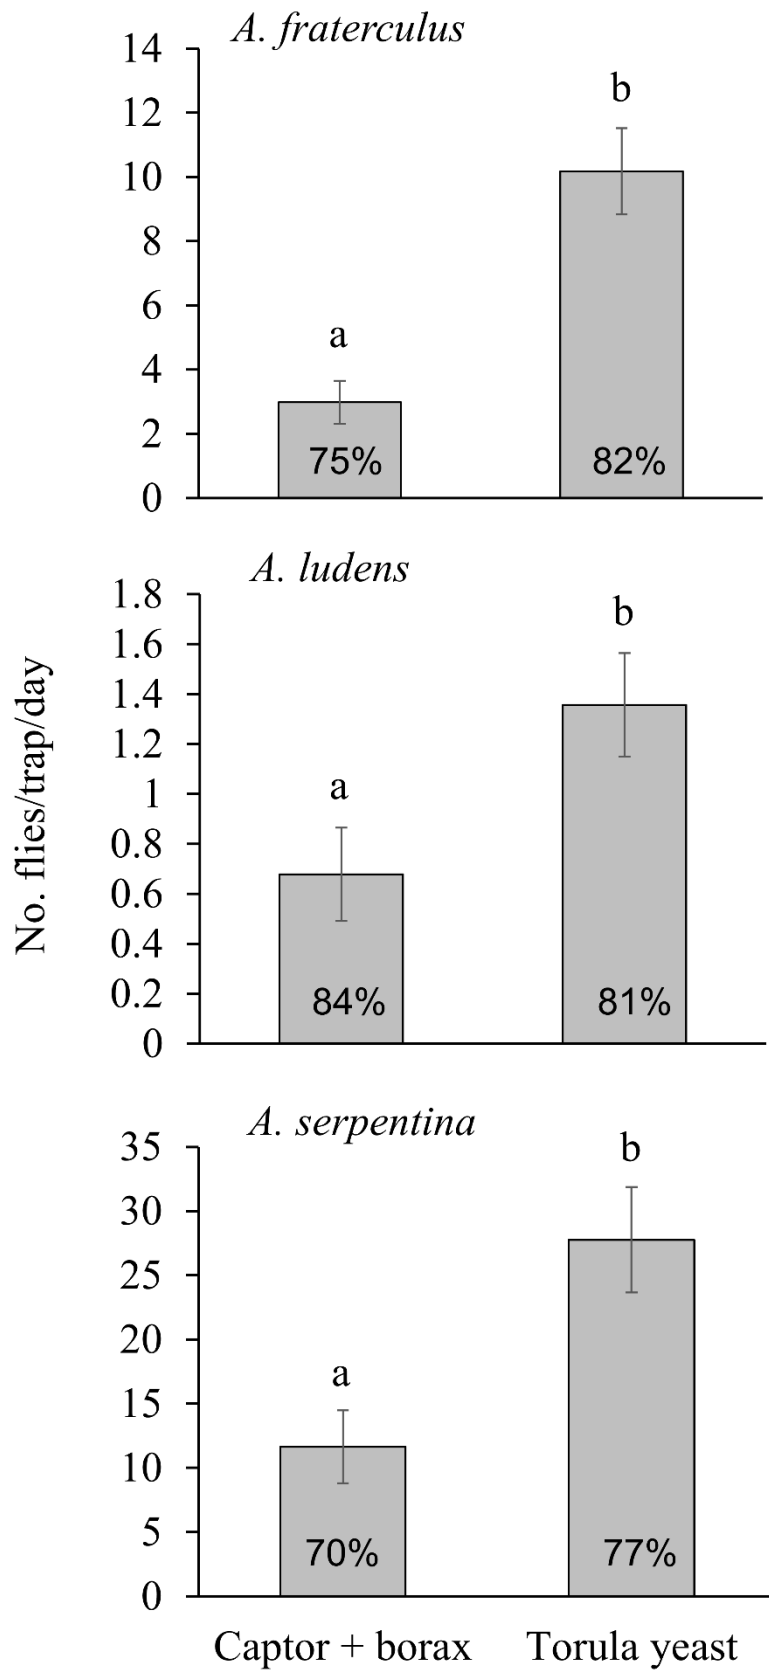 A. fraterculus
14
12
10
8
6
4
2
0
a
b
75%
82%
A. ludens
No. flies/trap/day
1.8
1.6
1.4
1.2
1
0.8
0.6
0.4
0.2
0
a
b
84%
81%
A. serpentina
35
30
25
20
15
10
5
0
a
b
70%
77%
Captor + borax
Torula yeast